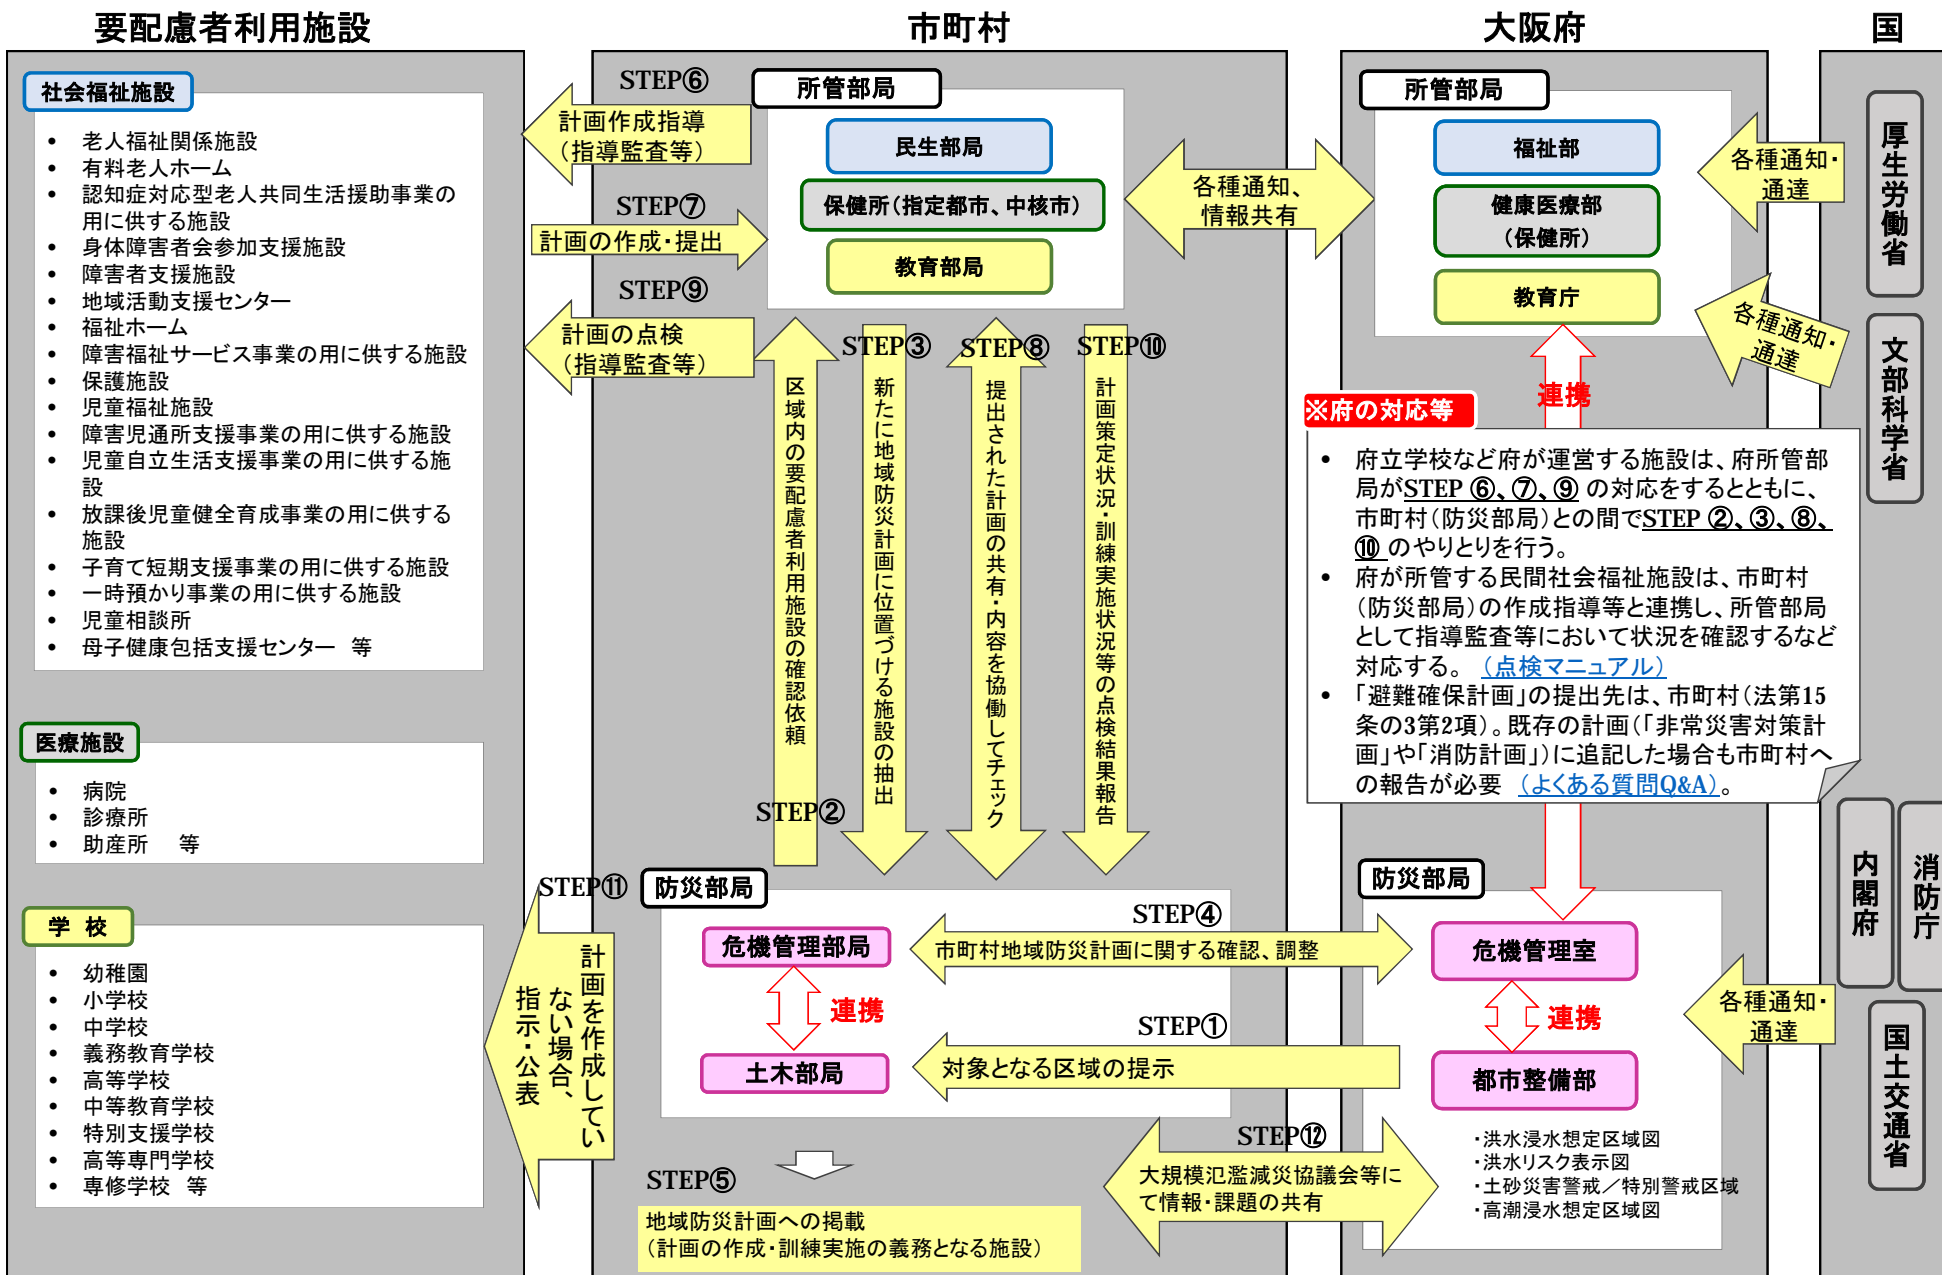 要配慮者利用施設
市町村
大阪府
国
社会福祉施設
• 老人福祉関係施設
• 有料老人ホーム
• 認知症対応型老人共同生活援助事業の
用に供する施設
• 身体障害者会参加支援施設
• 障害者支援施設
• 地域活動支援センター
• 福祉ホーム
• 障害福祉サービス事業の用に供する施設
• 保護施設
• 児童福祉施設
• 障害児通所支援事業の用に供する施設
• 児童自立生活支援事業の用に供する施
設
• 放課後児童健全育成事業の用に供する
施設
• 子育て短期支援事業の用に供する施設
• 一時預かり事業の用に供する施設
• 児童相談所
• 母子健康包括支援センター 等
医療施設
• 病院
• 診療所
• 助産所 等
学 校
• 幼稚園
• 小学校
• 中学校
• 義務教育学校
• 高等学校
• 中等教育学校
• 特別支援学校
• 高等専門学校
• 専修学校 等
STEP⑥
計画作成指導
(指導監査等)
STEP⑦
計画の作成・提出
STEP⑨
計画の点検
(指導監査等)
所管部局
民生部局
保健所(指定都市、中核市)
教育部局
STEP②
区域内の要配慮者利用施設の確認依頼
STEP③
新たに地域防災計画に位置づける施設の抽出
STEP⑧
提出された計画の共有・内容を協働してチェック
STEP⑩
計画策定状況・訓練実施状況等の点検結果報告
STEP⑪
計画を作成してい
ない場合、
指示・公表
防災部局
危機管理部局
連携
土木部局
STEP④
市町村地域防災計画に関する確認、調整
STEP①
対象となる区域の提示
STEP⑫
大規模氾濫減災協議会等に
て情報・課題の共有
STEP⑤
地域防災計画への掲載
(計画の作成・訓練実施の義務となる施設)
各種通知、
情報共有
所管部局
福祉部
健康医療部
(保健所)
教育庁
連携
※府の対応等
• 府立学校など府が運営する施設は、府所管部
局がSTEP ⑥、⑦、⑨ の対応をするとともに、
市町村(防災部局)との間でSTEP ②、③、⑧、
⑩ のやりとりを行う。
• 府が所管する民間社会福祉施設は、市町村
(防災部局)の作成指導等と連携し、所管部局
として指導監査等において状況を確認するなど
対応する。 (点検マニュアル)
• 「避難確保計画」の提出先は、市町村(法第15
条の3第2項)。既存の計画(「非常災害対策計
画」や「消防計画」)に追記した場合も市町村へ
の報告が必要 (よくある質問Q&A)。
防災部局
危機管理室
連携
都市整備部
・洪水浸水想定区域図
・洪水リスク表示図
・土砂災害警戒/特別警戒区域
・高潮浸水想定区域図
各種通知・
通達
各種通知・
通達
各種通知・
通達
厚生労働省
文部科学省
内閣府
消防庁
国土交通省